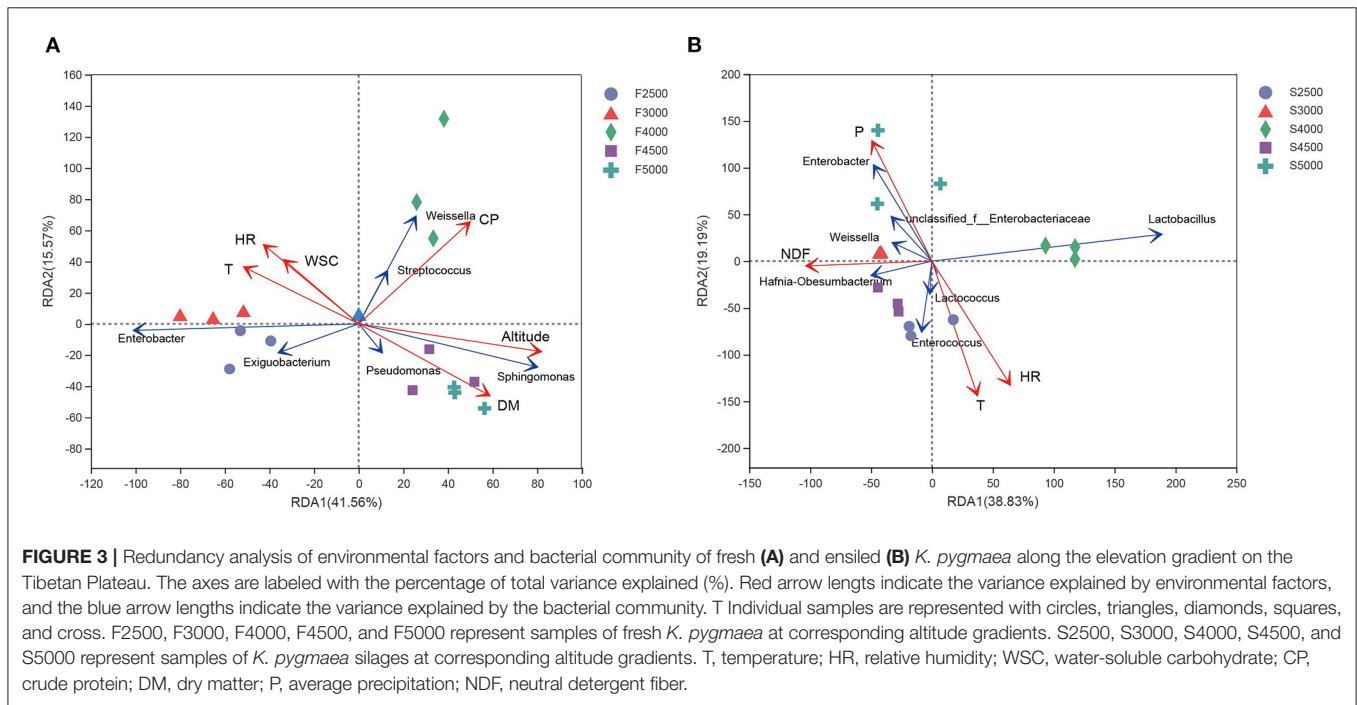 A
160
140
120
100
80
60
40
20
0
-20
-40
-60
-80
RDA2(15.57%)
-120
-100
-80
-60
-40
-20
0
20
40
60
80
100
RDA1(41.56%)
HR
T
WSC
Weissella
CP
Streptococcus
Enterobacter
Exiguobacterium
Pseudomonas
Altitude
Sphingomonas
DM
F2500
F3000
F4000
F4500
F5000
B
200
150
100
50
0
-50
-100
-150
-200
RDA2(19.19%)
-150
-100
-50
0
50
100
150
200
250
RDA1(38.83%)
P
Enterobacter
unclassified_f__Enterobacteriaceae
Lactobacillus
Weissella
NDF
Hafnia-Obesumbacterium
Lactococcus
Enterococcus
HR
T
S2500
S3000
S4000
S4500
S5000
FIGURE 3 | Redundancy analysis of environmental factors and bacterial community of fresh (A) and ensiled (B) K. pygmaea along the elevation gradient on the
Tibetan Plateau. The axes are labeled with the percentage of total variance explained (%). Red arrow lengts indicate the variance explained by environmental factors,
and the blue arrow lengths indicate the variance explained by the bacterial community. T Individual samples are represented with circles, triangles, diamonds, squares,
and cross. F2500, F3000, F4000, F4500, and F5000 represent samples of fresh K. pygmaea at corresponding altitude gradients. S2500, S3000, S4000, S4500, and
S5000 represent samples of K. pygmaea silages at corresponding altitude gradients. T, temperature; HR, relative humidity; WSC, water-soluble carbohydrate; CP,
crude protein; DM, dry matter; P, average precipitation; NDF, neutral detergent fiber.